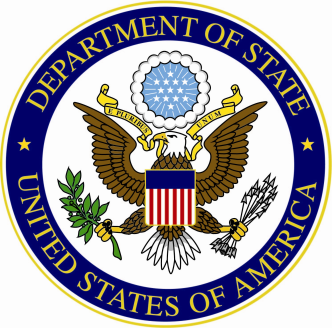 DEPARTMENT OF STATE
E PLURIBUS
UNUM
UNITED STATES OF AMERICA